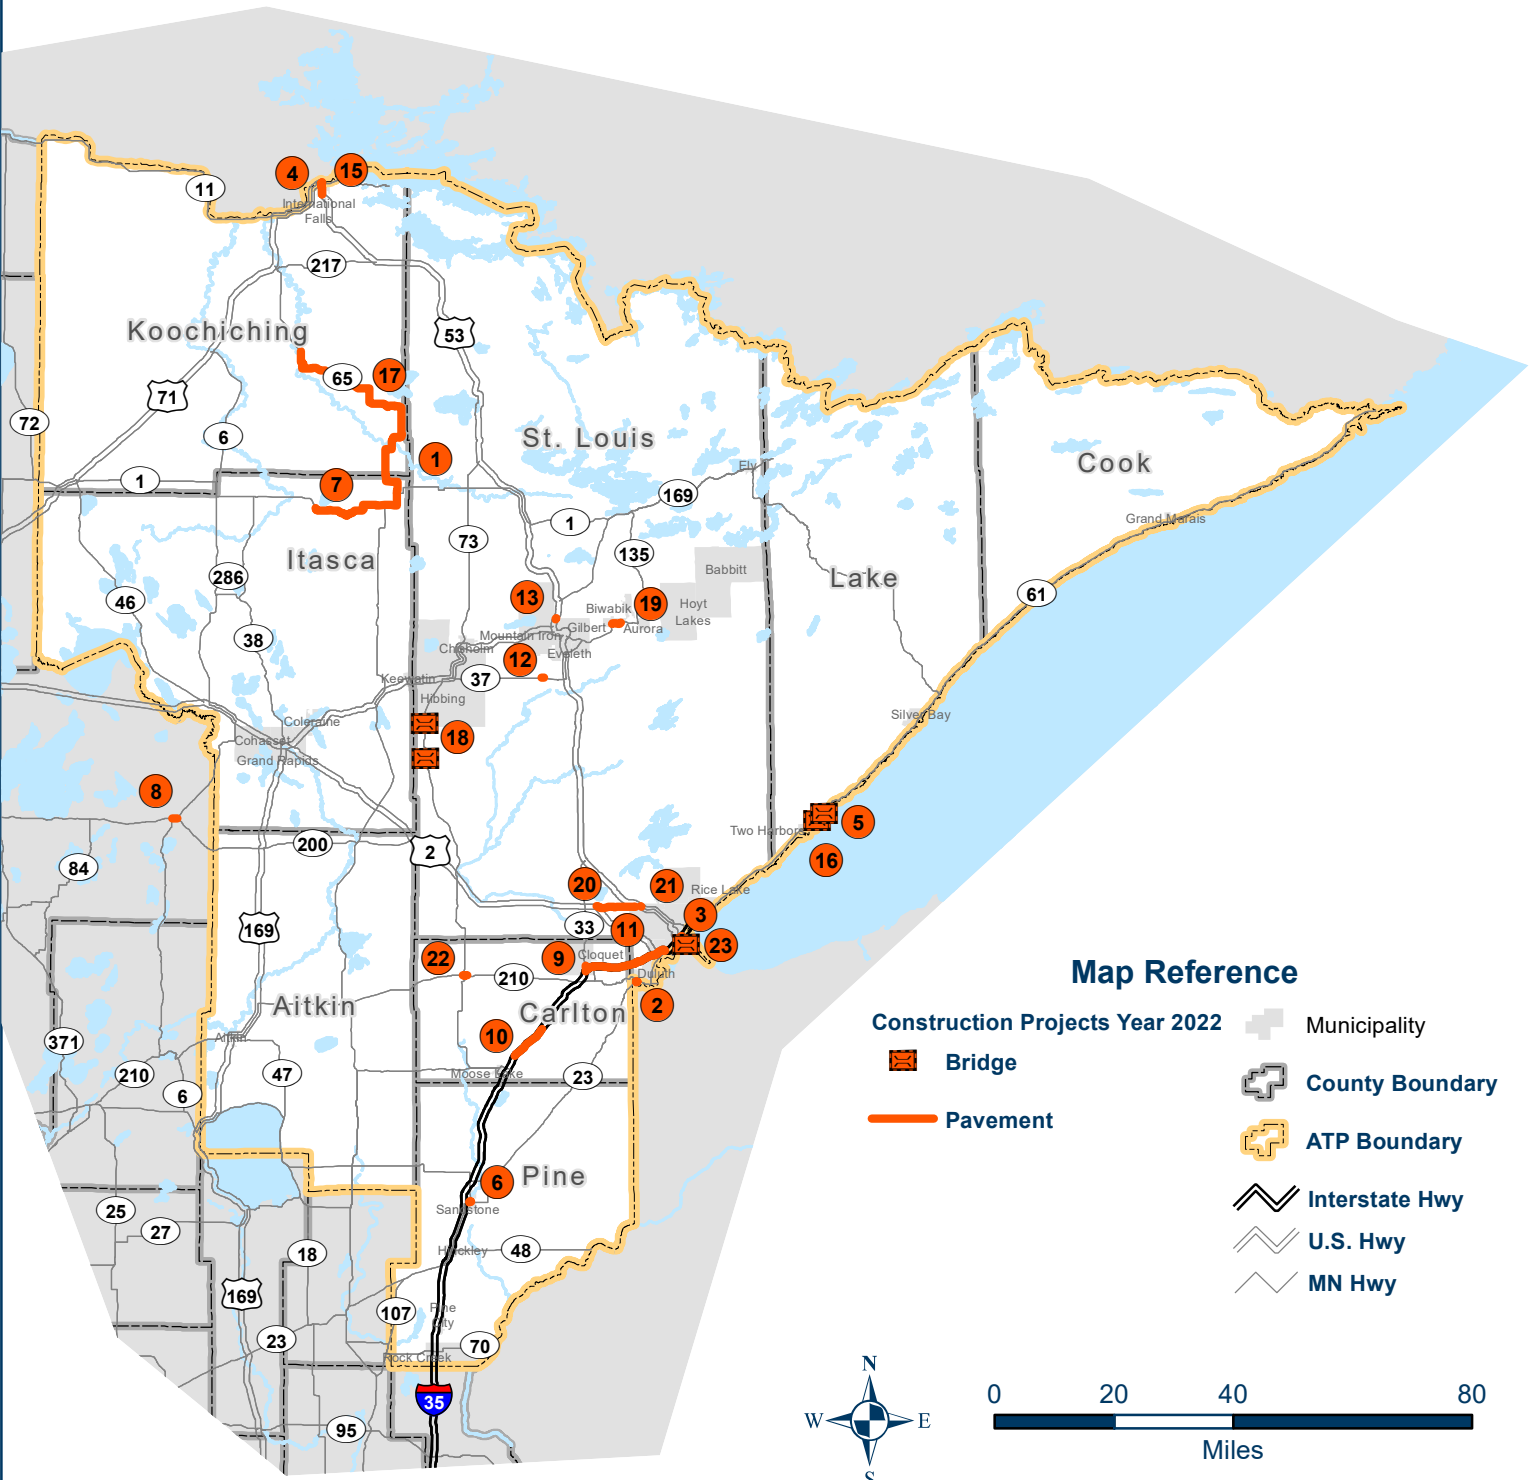 4
15
11
International
Falls
217
Koochiching
53
65
17
71
72
6
St. Louis
1
Cook
Ely
1
7
169
Grand Marais
1
73
135
Itasca
Babbitt
Lake
286
61
46
13
Biwabik
19
Hoyt
Lakes
Gilbert
Aurora
38
Mountain Iron
Chisholm
12
Eveleth
Keewatin
37
Hibbing
Silver Bay
Coleraine
18
Cohasset
Grand Rapids
8
5
Two Harbors
200
2
16
84
20
21
Rice Lake
3
169
33
11
23
22
9
Cloquet
210
Duluth
2
Aitkin
Carlton
10
371
Aitkin
210
47
Moose Lake
23
6
Pine
6
Sandstone
25
27
18
Hinckley
48
169
107
Pine
City
23
70
Rock Creek
35
95
Map Reference
Construction Projects Year 2022
Bridge
Pavement
Municipality
County Boundary
ATP Boundary
Interstate Hwy
U.S. Hwy
MN Hwy
N
W
E
S
0
20
40
80
Miles